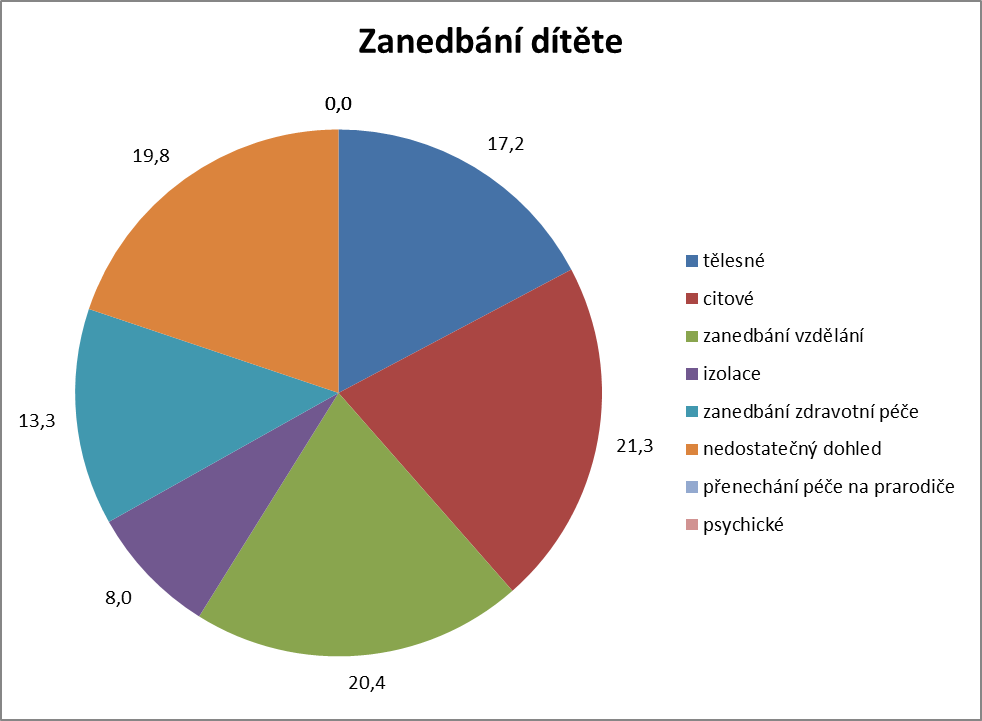 Zanedbání dítěte
0,0
17,2
19,8
21,3
13,3
8,0
20,4
tělesné
citové
zanedbání vzdělání
izolace
zanedbání zdravotní péče
nedostatečný dohled
přenechání péče na prarodiče
psychické